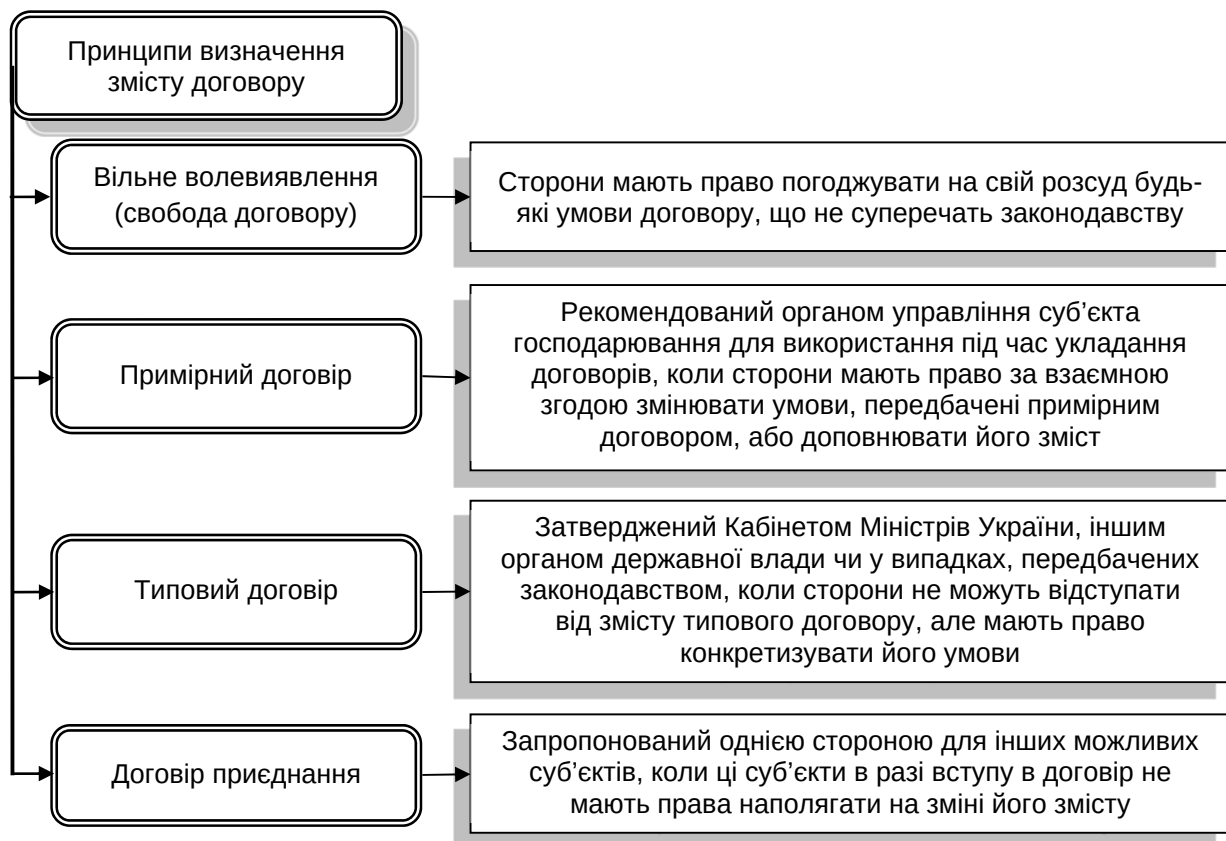 Принципи визначення
змісту договору
Вільне волевиявлення
(свобода договору)
Сторони мають право погоджувати на свій розсуд будь-
які умови договору, що не суперечать законодавству
Примірний договір
Рекомендований органом управління суб’єкта
господарювання для використання під час укладання
договорів, коли сторони мають право за взаємною
згодою змінювати умови, передбачені примірним
договором, або доповнювати його зміст
Типовий договір
Затверджений Кабінетом Міністрів України, іншим
органом державної влади чи у випадках, передбачених
законодавством, коли сторони не можуть відступати
від змісту типового договору, але мають право
конкретизувати його умови
Договір приєднання
Запропонований однією стороною для інших можливих
суб’єктів, коли ці суб’єкти в разі вступу в договір не
мають права наполягати на зміні його змісту